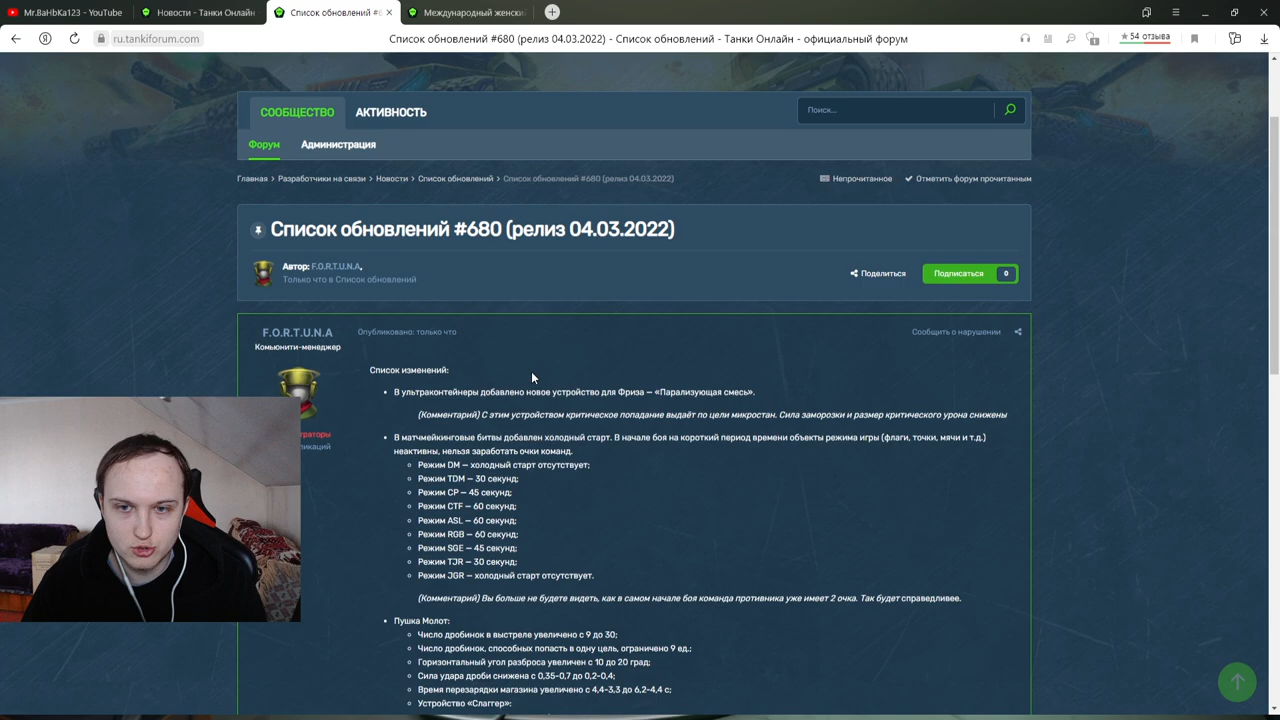 Mr.BaHbKa123 - YouTube
Новости - Танки Онлайн
Список обновлений #6
Международный женски
ru.tankiforum.com
Список обновлений #680 (релиз 04.03.2022) - Список обновлений - Танки Онлайн - официальный форум
★ 54 отзыва
СООБЩЕСТВО
АКТИВНОСТЬ
Поиск...
Форум
Администрация
Главная > Разработчики на связи > Новости > Список обновлений > Список обновлений #680 (релиз 04.03.2022)
Непрочитанное
Отметить форум прочитанным
Список обновлений #680 (релиз 04.03.2022)
Автор: F.O.R.T.U.N.A,
Только что в Список обновлений
Поделиться
Подписаться 0
F.O.R.T.U.N.A
Комьюнити-менеджер
Опубликовано: только что
Сообщить о нарушении
раторы
икаций
Список изменений:
• В ультраконтейнеры добавлено новое устройство для Фриза — «Парализующая смесь».
(Комментарий) С этим устройством критическое попадание выдаёт по цели микростан. Сила заморозки и размер критического урона снижены
• В матчмейкинговые битвы добавлен холодный старт. В начале боя на короткий период времени объекты режима игры (флаги, точки, мячи и т.д.)
неактивны, нельзя заработать очки команд.
Режим DM — холодный старт отсутствует;
Режим TDM — 30 секунд;
Режим CP — 45 секунд;
Режим CTF — 60 секунд;
Режим ASL — 60 секунд;
Режим RGB — 60 секунд;
Режим SGE — 45 секунд;
Режим TJR — 30 секунд;
Режим JGR — холодный старт отсутствует.
(Комментарий) Вы больше не будете видеть, как в самом начале боя команда противника уже имеет 2 очка. Так будет справедливее.
• Пушка Молот:
Число дробинок в выстреле увеличено с 9 до 30;
Число дробинок, способных попасть в одну цель, ограничено 9 ед.;
Горизонтальный угол разброса увеличен с 10 до 20 град;
Сила удара дроби снижена с 0,35-0,7 до 0,2-0,4;
Время перезарядки магазина увеличено с 4,4-3,3 до 6,2-4,4 с;
Устройство «Слаггер»: